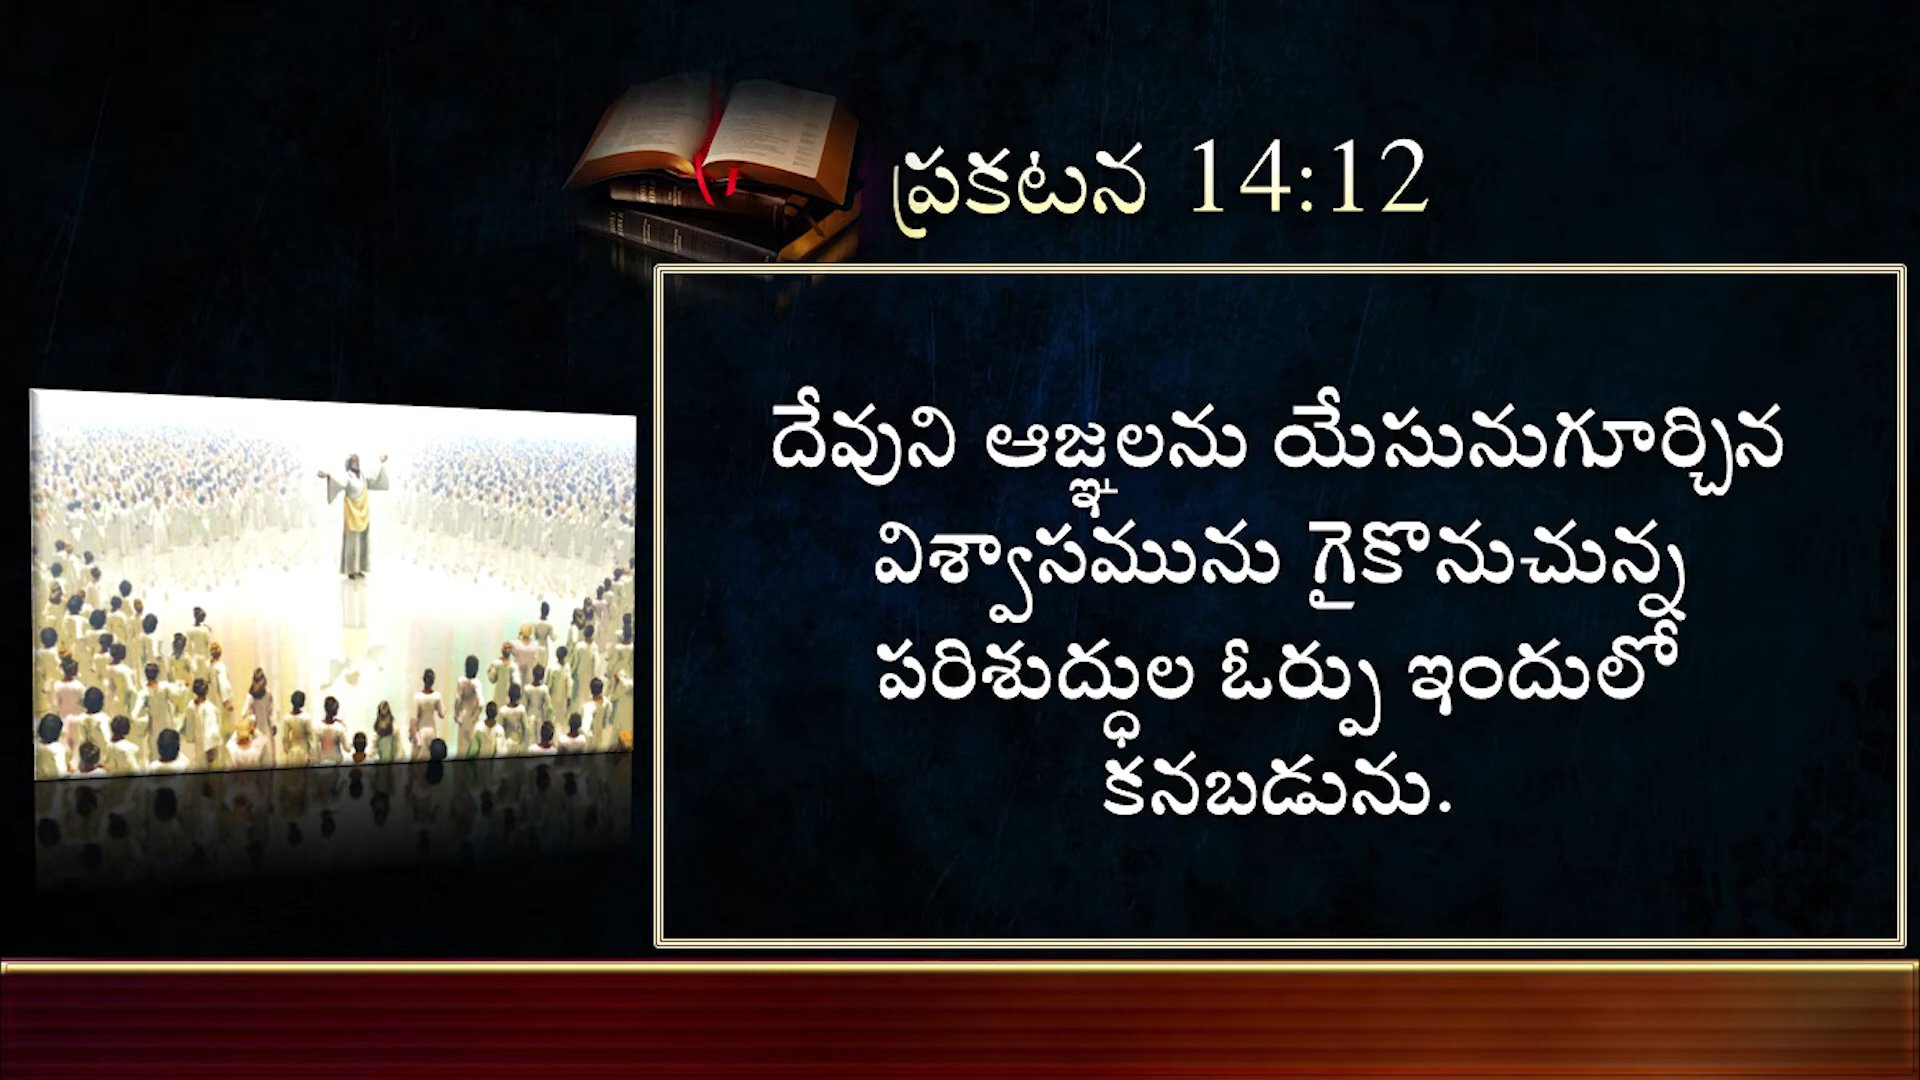 ప్రకటన 14:12
దేవుని ఆజ్ఞలను యేసునుగూర్చిన
విశ్వాసమును గైకొనుచున్న
పరిశుద్ధుల ఓర్పు ఇందులో
కనబడును.